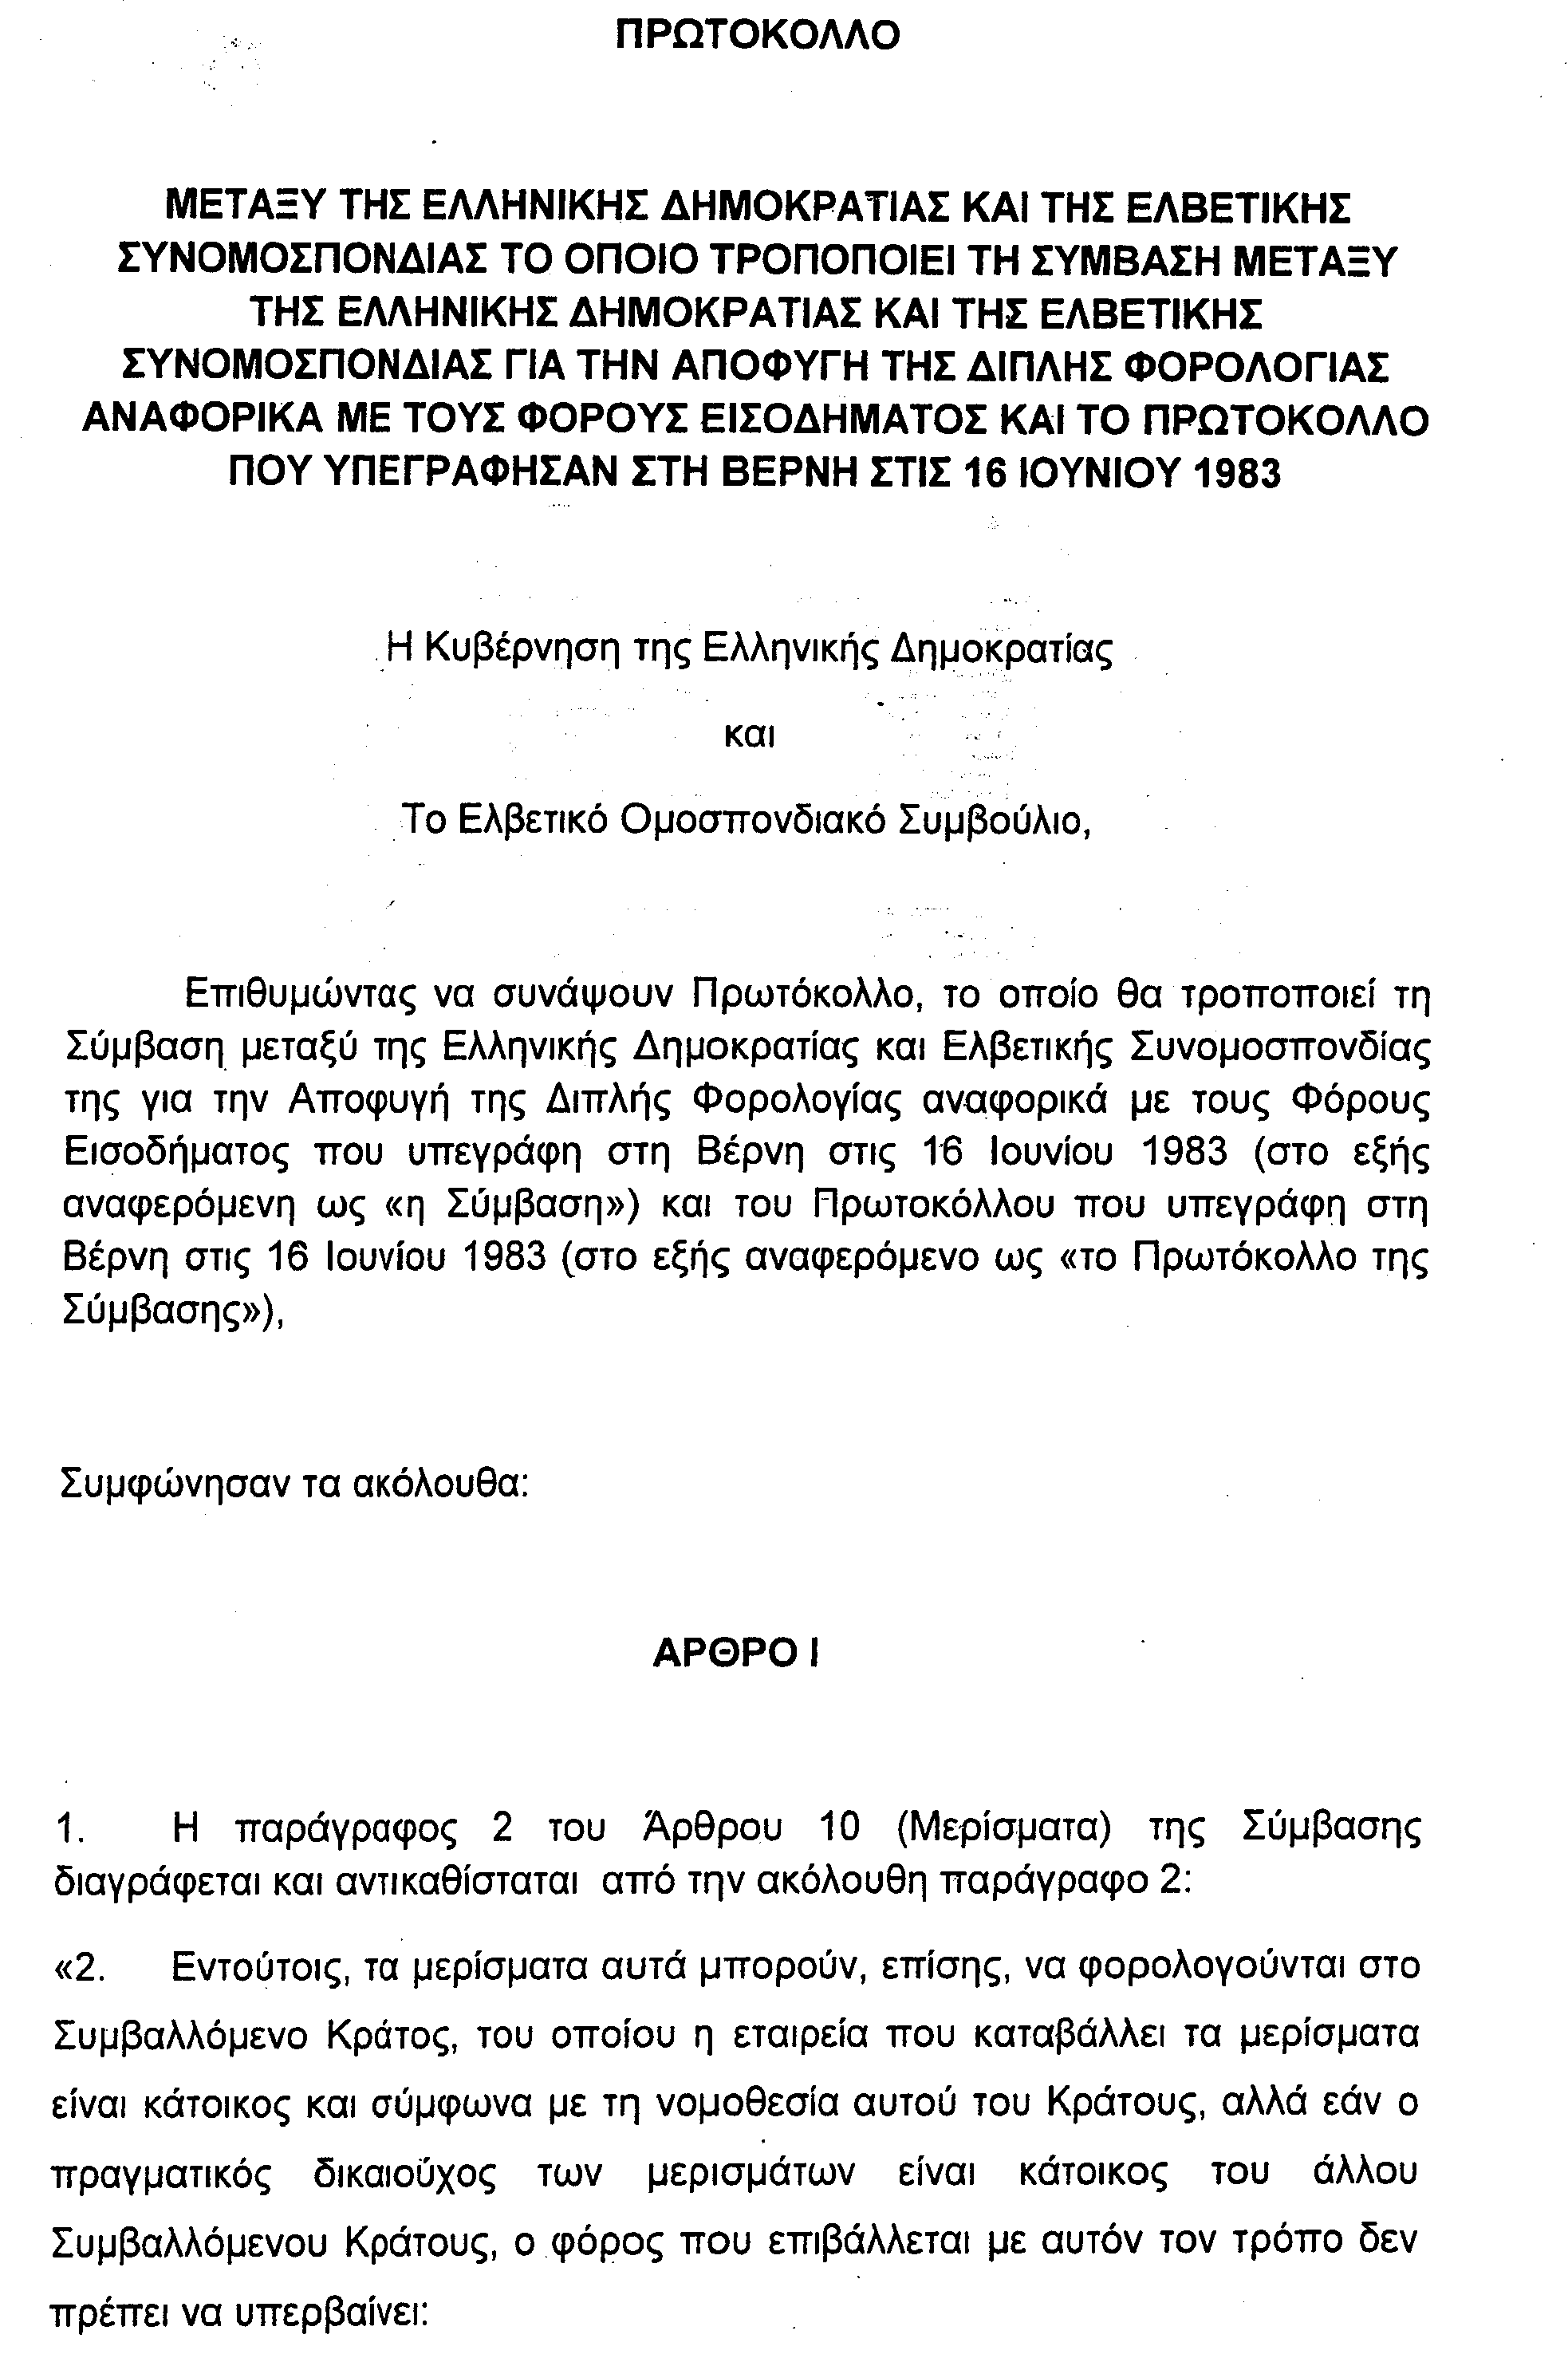 ΠΡΩΤΟΚΟΛΛΟ
ΜΕΤΑΞΥ ΤΗΣ ΕΛΛΗΝΙΚΗΣ ΔΗΜΟΚΡΑΤΙΑΣ ΚΑΙ ΤΗΣ ΕΛΒΕΤΙΚΗΣ
ΣΥΝΟΜΟΣΠΟΝΔΙΑΣ ΤΟ ΟΠΟΙΟ ΤΡΟΠΟΠΟΙΕΙ ΤΗ ΣΥΜΒΑΣΗ ΜΕΤΑΞΥ
ΤΗΣ ΕΛΛΗΝΙΚΗΣ ΔΗΜΟΚΡΑΤΙΑΣ ΚΑΙ ΤΗΣ ΕΛΒΕΤΙΚΗΣ
ΣΥΝΟΜΟΣΠΟΝΔΙΑΣ ΓΙΑ ΤΗΝ ΑΠΟΦΥΓΗ ΤΗΣ ΔΙΠΛΗΣ ΦΟΡΟΛΟΓΙΑΣ
ΑΝΑΦΟΡΙΚΑ ΜΕ ΤΟΥΣ ΦΟΡΟΥΣ ΕΙΣΟΔΗΜΑΤΟΣ ΚΑΙ ΤΟ ΠΡΩΤΟΚΟΛΛΟ
ΠΟΥ ΥΠΕΓΡΑΦΗΣΑΝ ΣΤΗ ΒΕΡΝΗ ΣΤΙΣ 16 ΙΟΥΝΙΟΥ 1983
Η Κυβέρνηση της Ελληνικής Δημοκρατίας
και
Το Ελβετικό Ομοσπονδιακό Συμβούλιο,
Επιθυμώντας να συνάψουν Πρωτόκολλο, το οποίο θα τροποποιεί τη
Σύμβαση μεταξύ της Ελληνικής Δημοκρατίας και Ελβετικής Συνομοσπονδίας
της για την Αποφυγή της Διπλής Φορολογίας αναφορικά με τους Φόρους
Εισοδήματος που υπεγράφη στη Βέρνη στις 16 Ιουνίου 1983 (στο εξής
αναφερόμενη ως «η Σύμβαση») και του Πρωτοκόλλου που υπεγράφη στη
Βέρνη στις 16 Ιουνίου 1983 (στο εξής αναφερόμενο ως «το Πρωτόκολλο της
Σύμβασης»),
Συμφώνησαν τα ακόλουθα:
ΑΡΘΡΟ Ι
1. Η παράγραφος 2 του Άρθρου 10 (Μερίσματα) της Σύμβασης
διαγράφεται και αντικαθίσταται από την ακόλουθη παράγραφο 2:
«2. Εντούτοις, τα μερίσματα αυτά μπορούν, επίσης, να φορολογούνται στο
Συμβαλλόμενο Κράτος, του οποίου η εταιρεία που καταβάλλει τα μερίσματα
είναι κάτοικος και σύμφωνα με τη νομοθεσία αυτού του Κράτους, αλλά εάν ο
πραγματικός δικαιούχος των μερισμάτων είναι κάτοικος του άλλου
Συμβαλλόμενου Κράτους, ο φόρος που επιβάλλεται με αυτόν τον τρόπο δεν
πρέπει να υπερβαίνει: